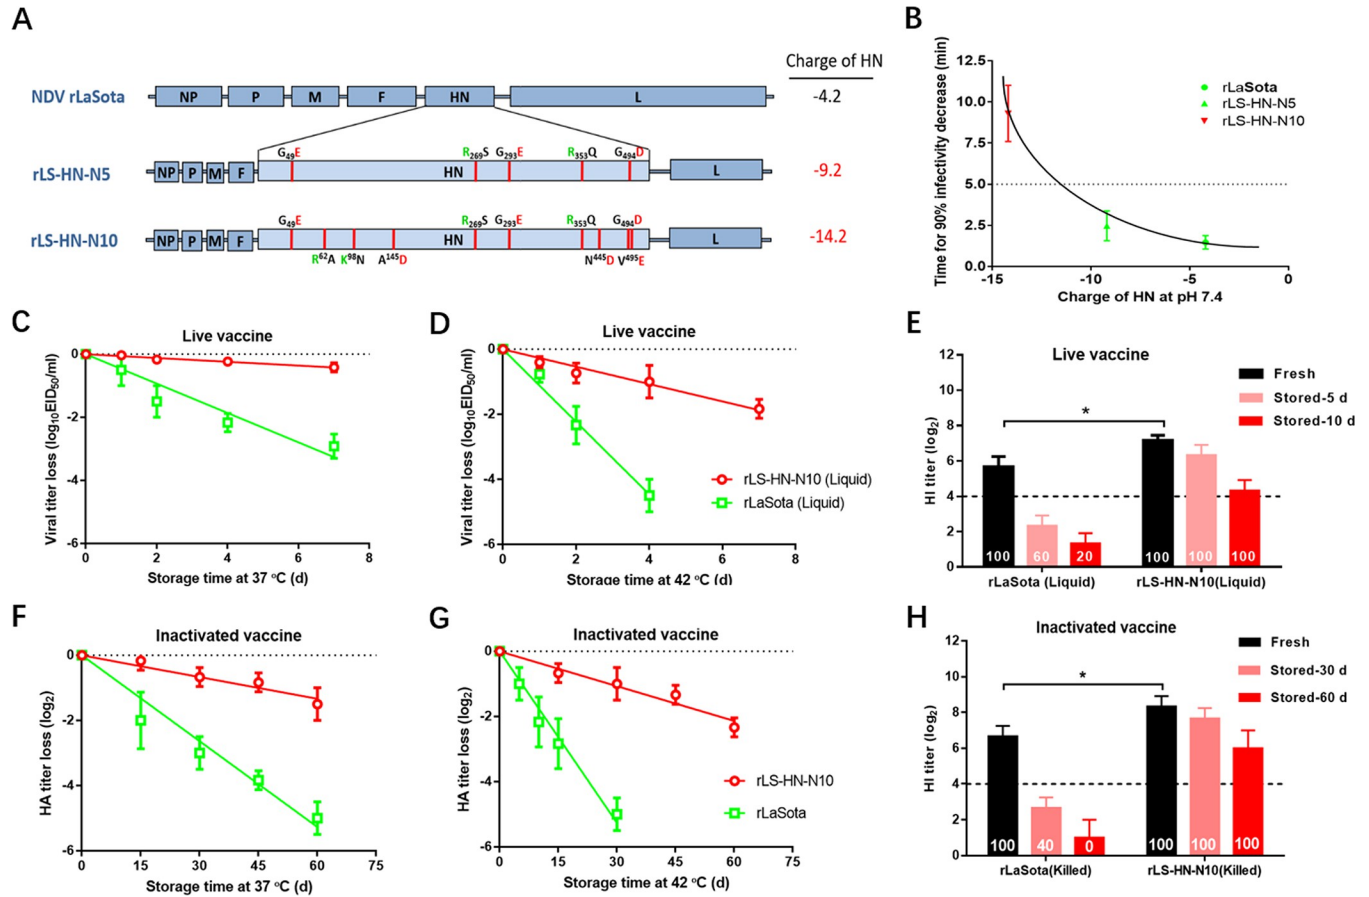 A
Charge of HN
NDV rLaSota
NP P M F HN L
-4.2
G49E R269S G293E R353Q G494D
rLS-HN-N5
NP P M F HN L
-9.2
G49E R269S G293E R353Q G494D
rLS-HN-N10
NP P M F HN L
-14.2
R62A K98N A145D N445D V495E
B
Time for 90% infectivity decrease (min)
12.5
10.0
7.5
5.0
2.5
0.0
-15 -10 -5 0
Charge of HN at pH 7.4
rLaSota
rLS-HN-N5
rLS-HN-N10
C
Live vaccine
Viral titer loss (log10EID50/ml)
0
-2
-4
-6
0 2 4 6 8
Storage time at 37 °C (d)
D
Live vaccine
Viral titer loss (log10EID50/ml)
0
-2
-4
-6
0 2 4 6 8
Storage time at 42 °C (d)
rLS-HN-N10 (Liquid)
rLaSota (Liquid)
E
Live vaccine
HI titer (log2)
12
10
8
6
4
2
0
*
Fresh
Stored-5 d
Stored-10 d
100 60 20 100 100 100
rLaSota (Liquid) rLS-HN-N10(Liquid)
F
Inactivated vaccine
HA titer loss (log2)
0
-2
-4
-6
0 15 30 45 60 75
Storage time at 37 °C (d)
G
Inactivated vaccine
HA titer loss (log2)
0
-2
-4
-6
0 15 30 45 60 75
Storage time at 42 °C (d)
rLS-HN-N10
rLaSota
H
Inactivated vaccine
HI titer (log2)
12
10
8
6
4
2
0
*
Fresh
Stored-30 d
Stored-60 d
100 40 0 100 100 100
rLaSota(Killed) rLS-HN-N10(Killed)